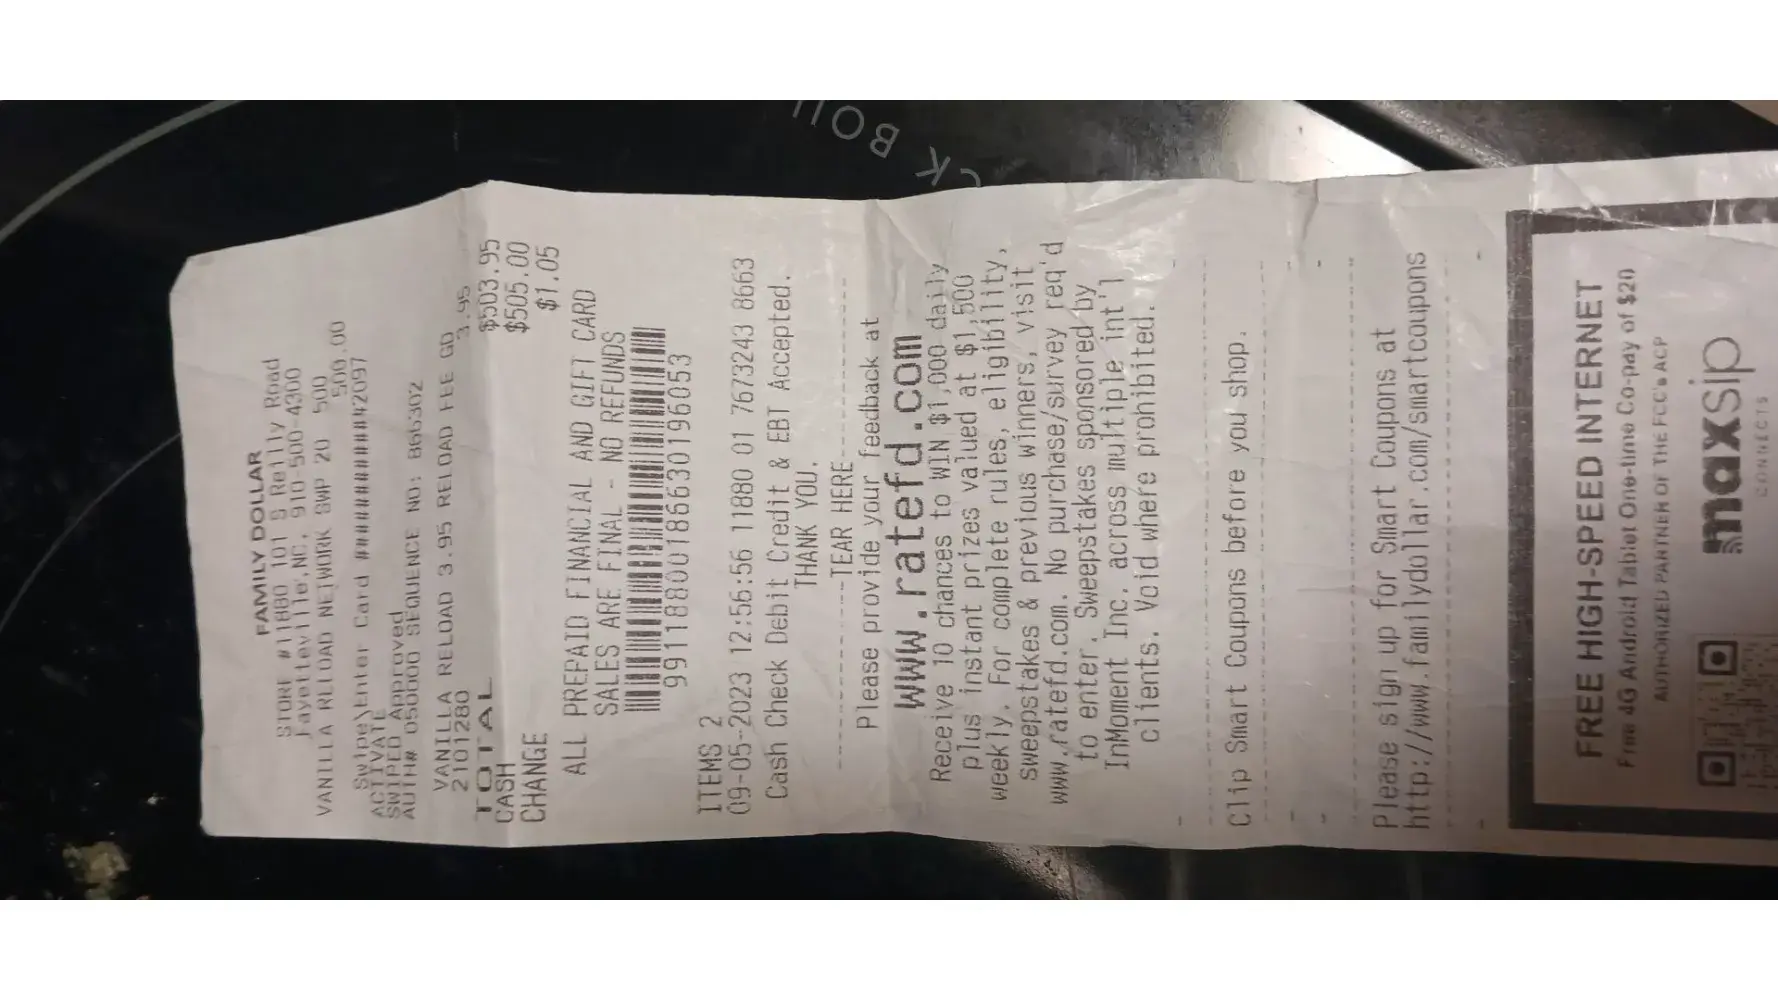 FAMILY DOLLAR
STORE #11880 101 S Reilly Road
Fayetteville, NC, 910-500-4300
VANILLA RELOAD NETWORK SWP 20 500
500.00
Swipe\Enter Card ############2097
ACTIVATE
SWIPED Approved
AUTH# 050000 SEQUENCE NO: 866302
VANILLA RELOAD 3.95 RELOAD FEE GD
2101280 3.95
TOTAL $503.95
CASH $505.00
CHANGE $1.05
ALL PREPAID FINANCIAL AND GIFT CARD
SALES ARE FINAL - NO REFUNDS
99118800186630196053
ITEMS 2
09-05-2023 12:56:56 11880 01 7673243 8663
Cash Check Debit Credit & EBT Accepted.
THANK YOU.
TEAR HERE
Please provide your feedback at
www.ratefd.com
Receive 10 chances to WIN $1,000 daily
plus instant prizes valued at $1,500
weekly. For complete rules, eligibility,
sweepstakes & previous winners, visit
www.ratefd.com. No purchase/survey req'd
to enter. Sweepstakes sponsored by
InMoment Inc. across multiple int'l
clients. Void where prohibited.
Clip Smart Coupons before you shop.
Please sign up for Smart Coupons at
http://www.familydollar.com/smartcoupons
FREE HIGH-SPEED INTERNET
Free 4G Android Tablet One-time Co-pay of $20
AUTHORIZED PARTNER OF THE FCC's ACP
maxsip
CONNECTS
CK BOIL